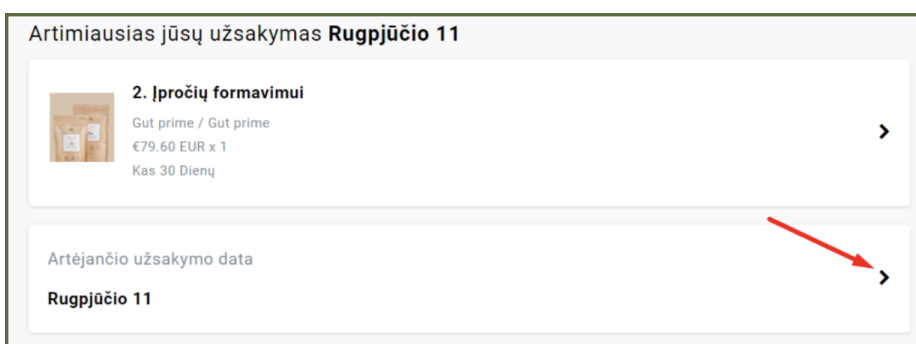 Artimiausias jūsų užsakymas Rugpjūčio 11
2. Įpročių formavimui
Gut prime / Gut prime
€79.60 EUR x 1
Kas 30 Dienų
Artėjančio užsakymo data
Rugpjūčio 11